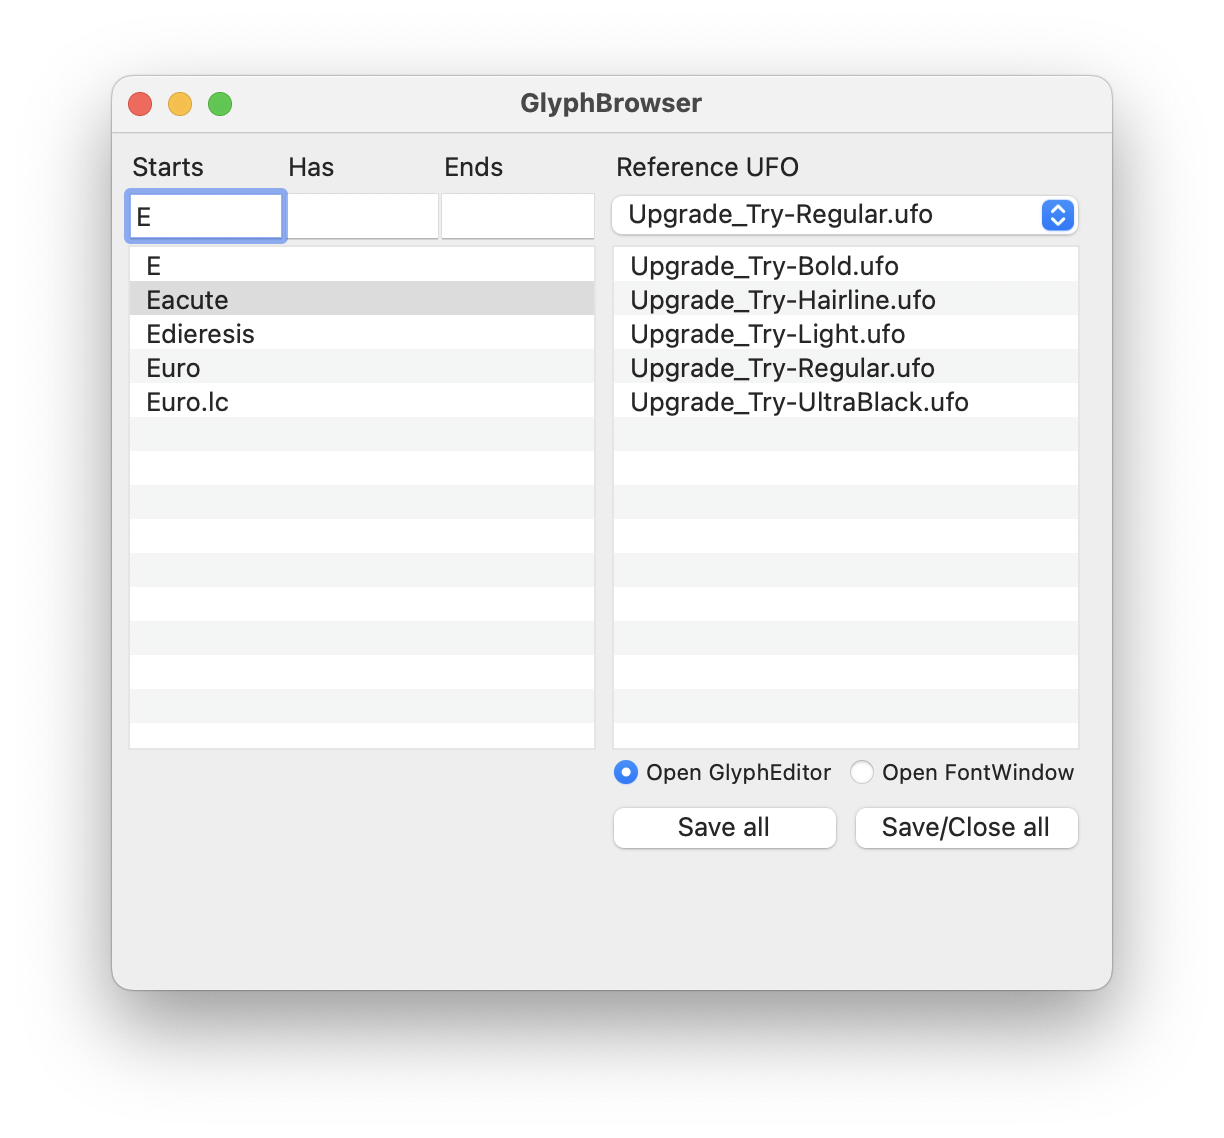 GlyphBrowser
Starts Has Ends Reference UFO
E Upgrade_Try-Regular.ufo
E
Eacute
Edieresis
Euro
Euro.lc
Upgrade_Try-Bold.ufo
Upgrade_Try-Hairline.ufo
Upgrade_Try-Light.ufo
Upgrade_Try-Regular.ufo
Upgrade_Try-UltraBlack.ufo
Open GlyphEditor Open FontWindow
Save all Save/Close all